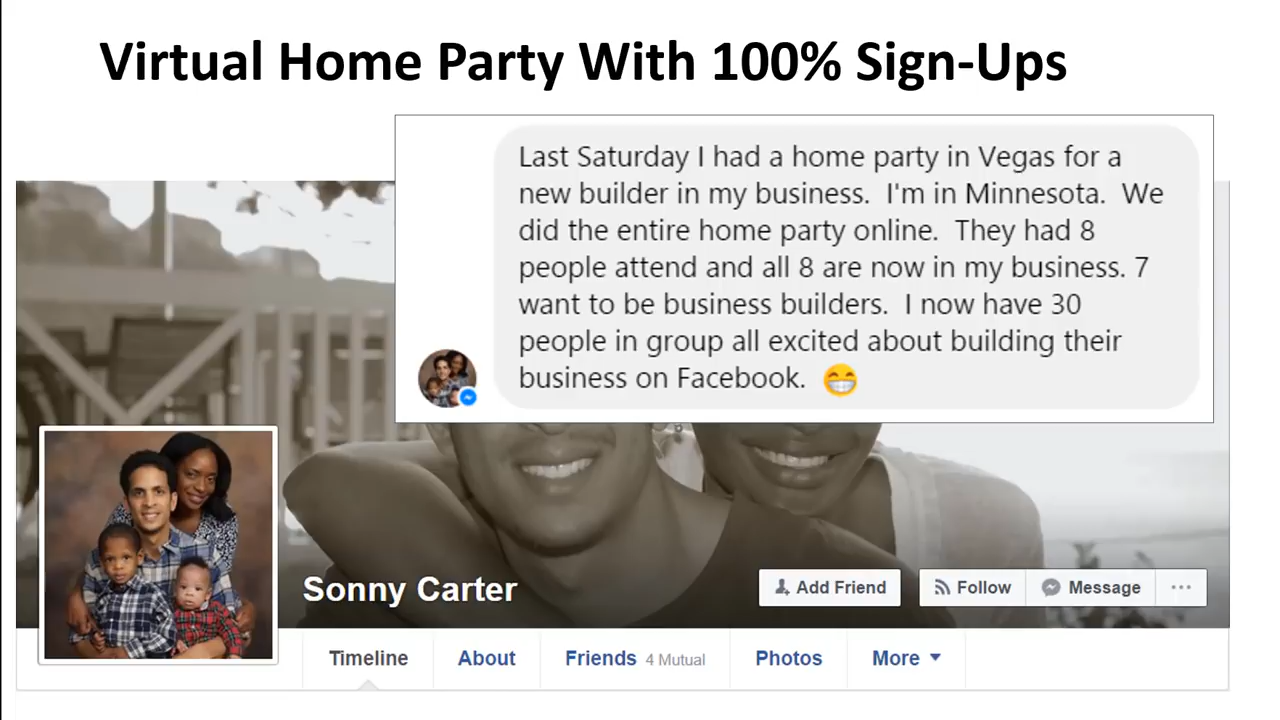 Virtual Home Party With 100% Sign-Ups
Last Saturday I had a home party in Vegas for a
new builder in my business.  I'm in Minnesota.  We
did the entire home party online.  They had 8
people attend and all 8 are now in my business. 7
want to be business builders.  I now have 30
people in group all excited about building their
business on Facebook. 😁
Sonny Carter
Add Friend
Follow
Message
...
Timeline
About
Friends 4 Mutual
Photos
More